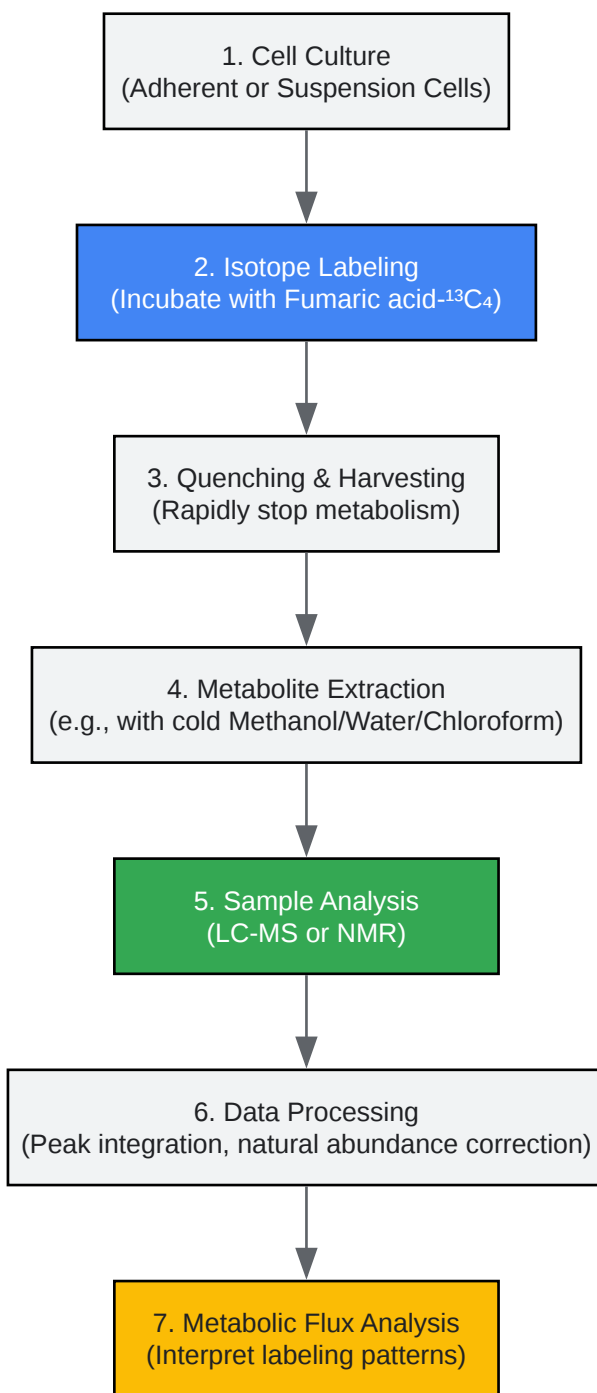 1. Cell Culture
(Adherent or Suspension Cells)
2. Isotope Labeling
(Incubate with Fumaric acid-¹³C₄)
3. Quenching & Harvesting
(Rapidly stop metabolism)
4. Metabolite Extraction
(e.g., with cold Methanol/Water/Chloroform)
5. Sample Analysis
(LC-MS or NMR)
6. Data Processing
(Peak integration, natural abundance correction)
7. Metabolic Flux Analysis
(Interpret labeling patterns)